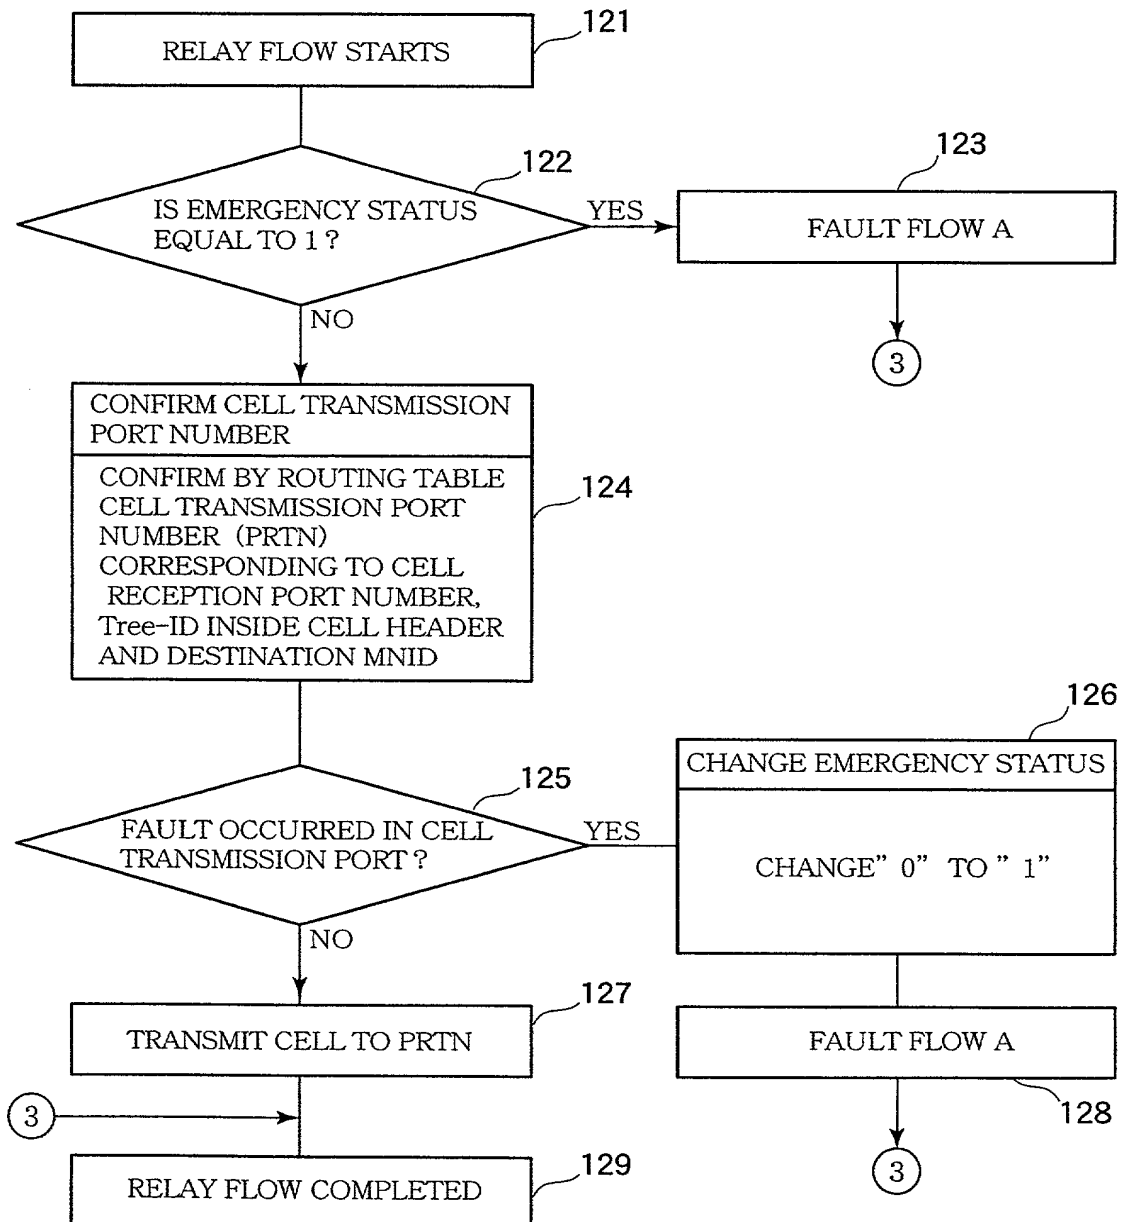 121
RELAY FLOW STARTS
122
123
IS EMERGENCY STATUS
EQUAL TO 1 ?
YES
FAULT FLOW A
NO
3
CONFIRM CELL TRANSMISSION
PORT NUMBER
CONFIRM BY ROUTING TABLE
CELL TRANSMISSION PORT
NUMBER (PRTN)
CORRESPONDING TO CELL
RECEPTION PORT NUMBER,
Tree-ID INSIDE CELL HEADER
AND DESTINATION MNID
124
126
CHANGE EMERGENCY STATUS
125
FAULT OCCURRED IN CELL
TRANSMISSION PORT ?
YES
CHANGE" 0" TO " 1"
NO
127
TRANSMIT CELL TO PRTN
FAULT FLOW A
128
3
3
129
RELAY FLOW COMPLETED